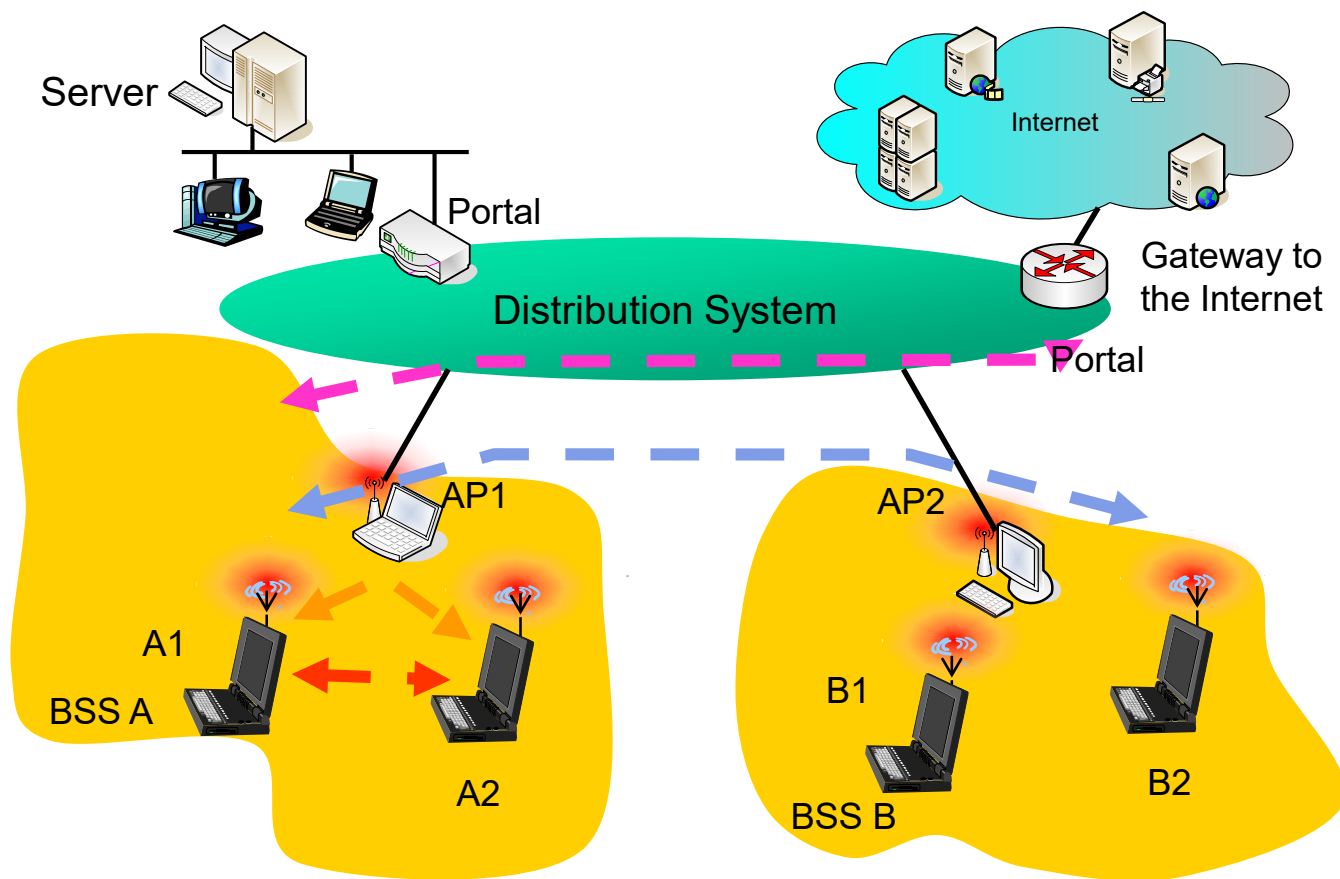 Server
Internet
Portal
Gateway to
the Internet
Distribution System
Portal
AP1
AP2
A1
BSS A
A2
B1
B2
BSS B